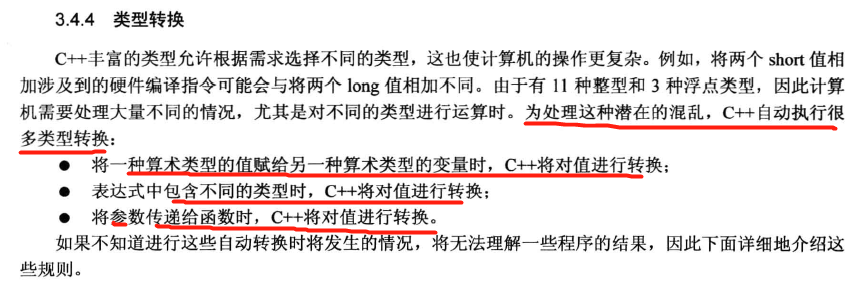 3.4.4 类型转换
C++丰富的类型允许根据需求选择不同的类型，这也使计算机的操作更复杂。例如，将两个 short 值相
加涉及到的硬件编译指令可能会与将两个 long 值相加不同。由于有 11 种整型和 3 种浮点类型，因此计算
机需要处理大量不同的情况，尤其是对不同的类型进行运算时。为处理这种潜在的混乱，C++自动执行很
多类型转换：
● 将一种算术类型的值赋给另一种算术类型的变量时，C++将对值进行转换；
● 表达式中包含不同的类型时，C++将对值进行转换；
● 将参数传递给函数时，C++将对值进行转换。
如果不知道进行这些自动转换时将发生的情况，将无法理解一些程序的结果，因此下面详细地介绍这
些规则。